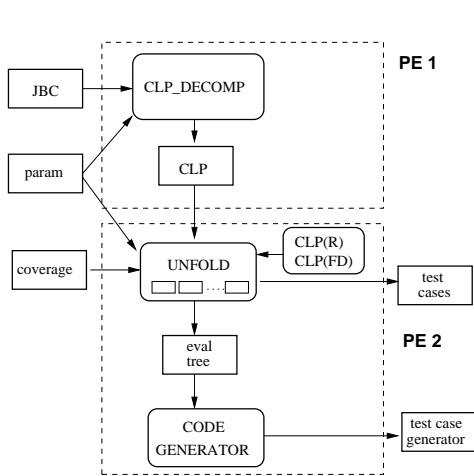 PE 1
JBC
CLP_DECOMP
param
CLP
coverage
UNFOLD
....
CLP(R)
CLP(FD)
test
cases
PE 2
eval
tree
CODE
GENERATOR
test case
generator